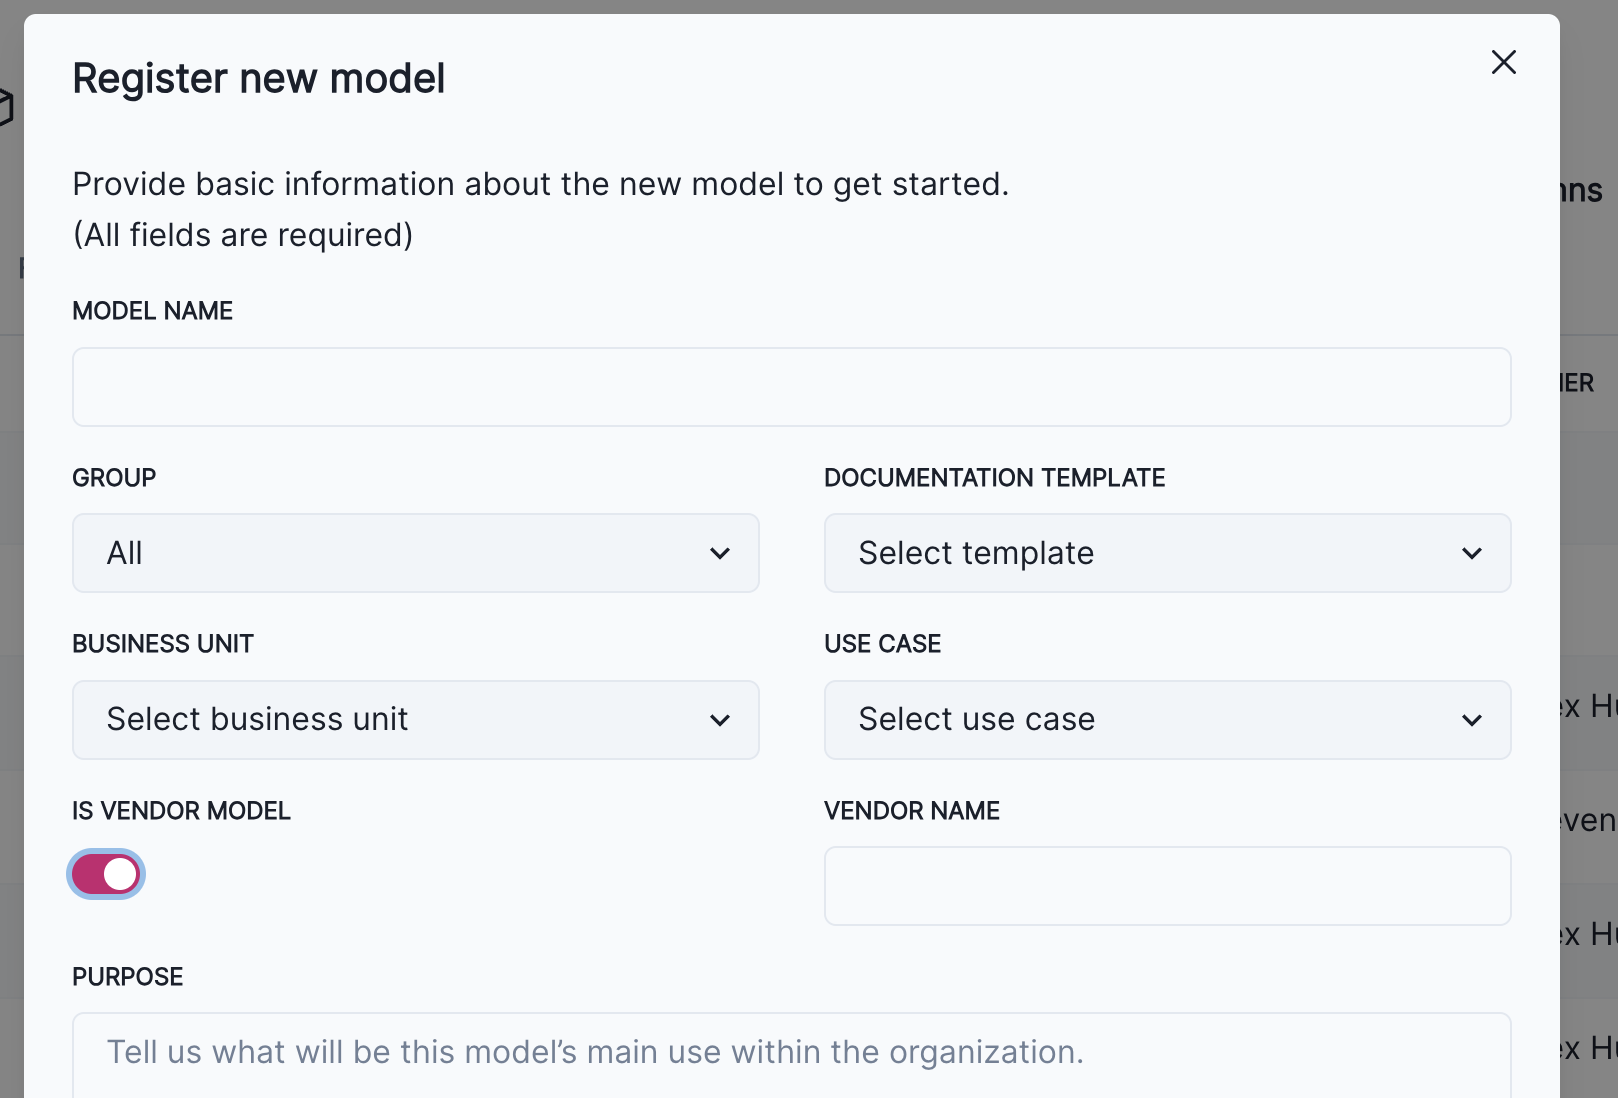 Register new model
Provide basic information about the new model to get started.
(All fields are required)
MODEL NAME
GROUP
DOCUMENTATION TEMPLATE
All
Select template
BUSINESS UNIT
USE CASE
Select business unit
Select use case
IS VENDOR MODEL
VENDOR NAME
PURPOSE
Tell us what will be this model’s main use within the organization.